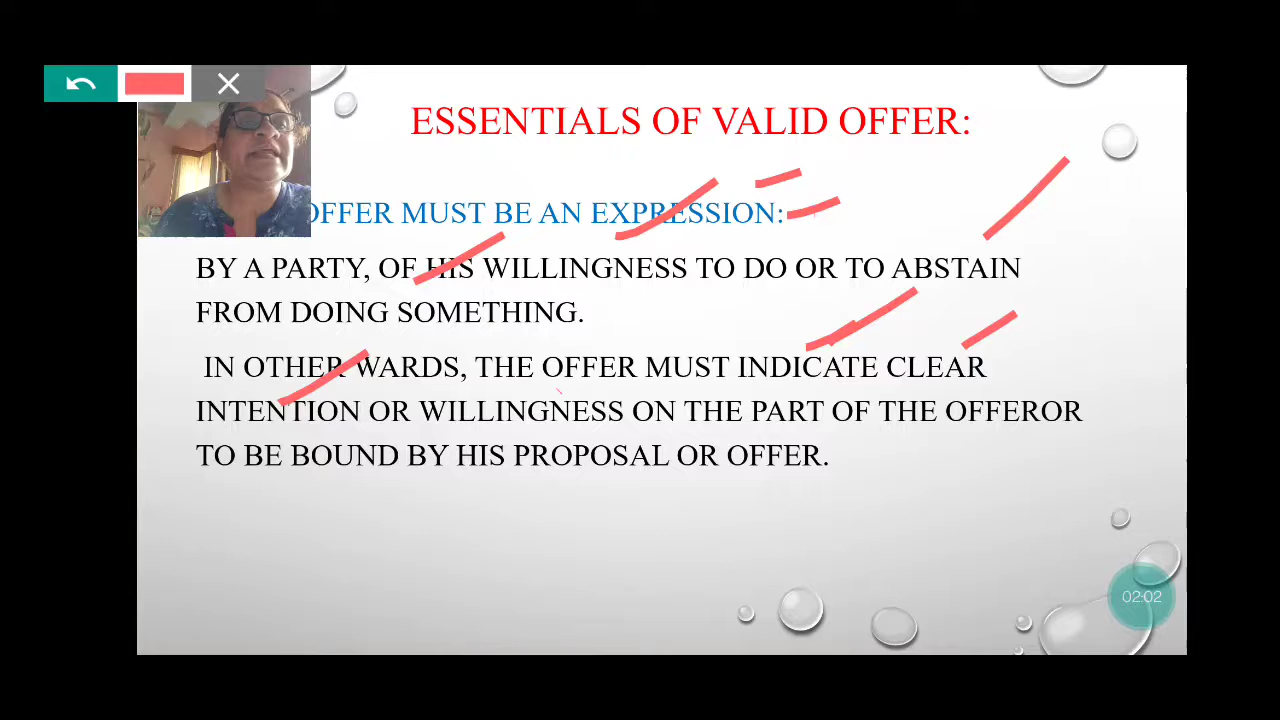 ESSENTIALS OF VALID OFFER:
OFFER MUST BE AN EXPRESSION:
BY A PARTY, OF HIS WILLINGNESS TO DO OR TO ABSTAIN
FROM DOING SOMETHING.
IN OTHER WARDS, THE OFFER MUST INDICATE CLEAR
INTENTION OR WILLINGNESS ON THE PART OF THE OFFEROR
TO BE BOUND BY HIS PROPOSAL OR OFFER.
02:02